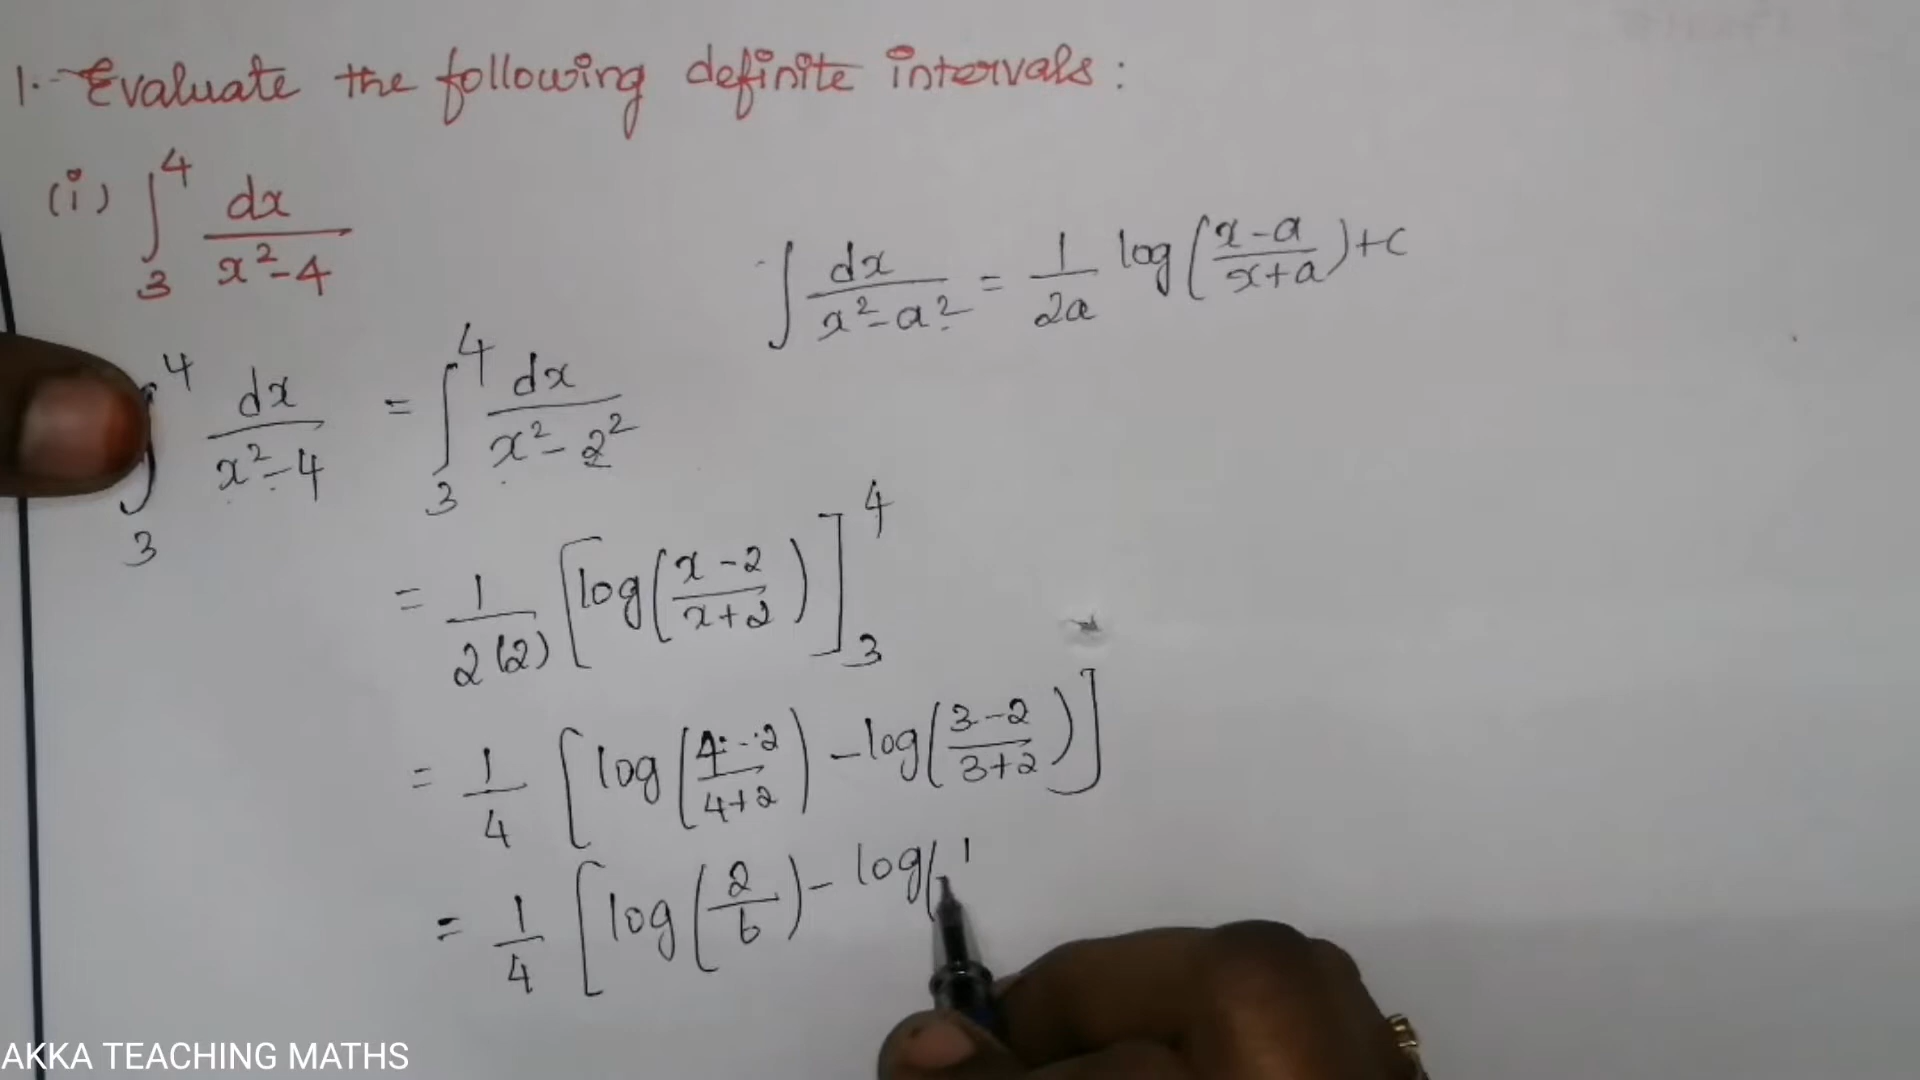 1. Evaluate the following definite intervals:
(i) ∫₃⁴ dx/(x²-4)
∫ dx/(x²-a²) = 1/2a log((x-a)/(x+a))+c
∫₃⁴ dx/(x²-4) = ∫₃⁴ dx/(x²-2²)
= 1/2(2) [log((x-2)/(x+2))]₃⁴
= 1/4 [log((4-2)/(4+2)) - log((3-2)/(3+2))]
= 1/4 [log(2/6) - log(1
AKKA TEACHING MATHS